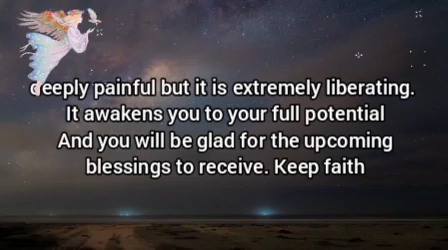 deeply painful but it is extremely liberating.
It awakens you to your full potential
And you will be glad for the upcoming
blessings to receive. Keep faith